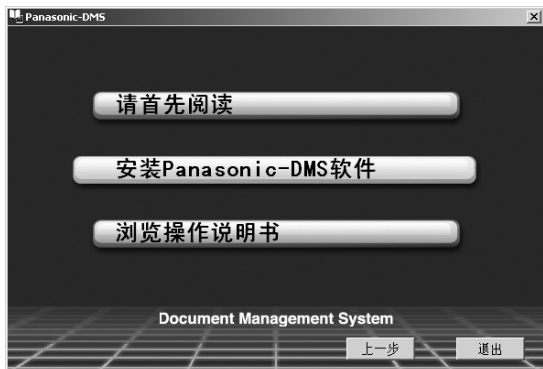 Panasonic-DMS
请首先阅读
安装Panasonic-DMS软件
浏览操作说明书
Document Management System
上一步
退出